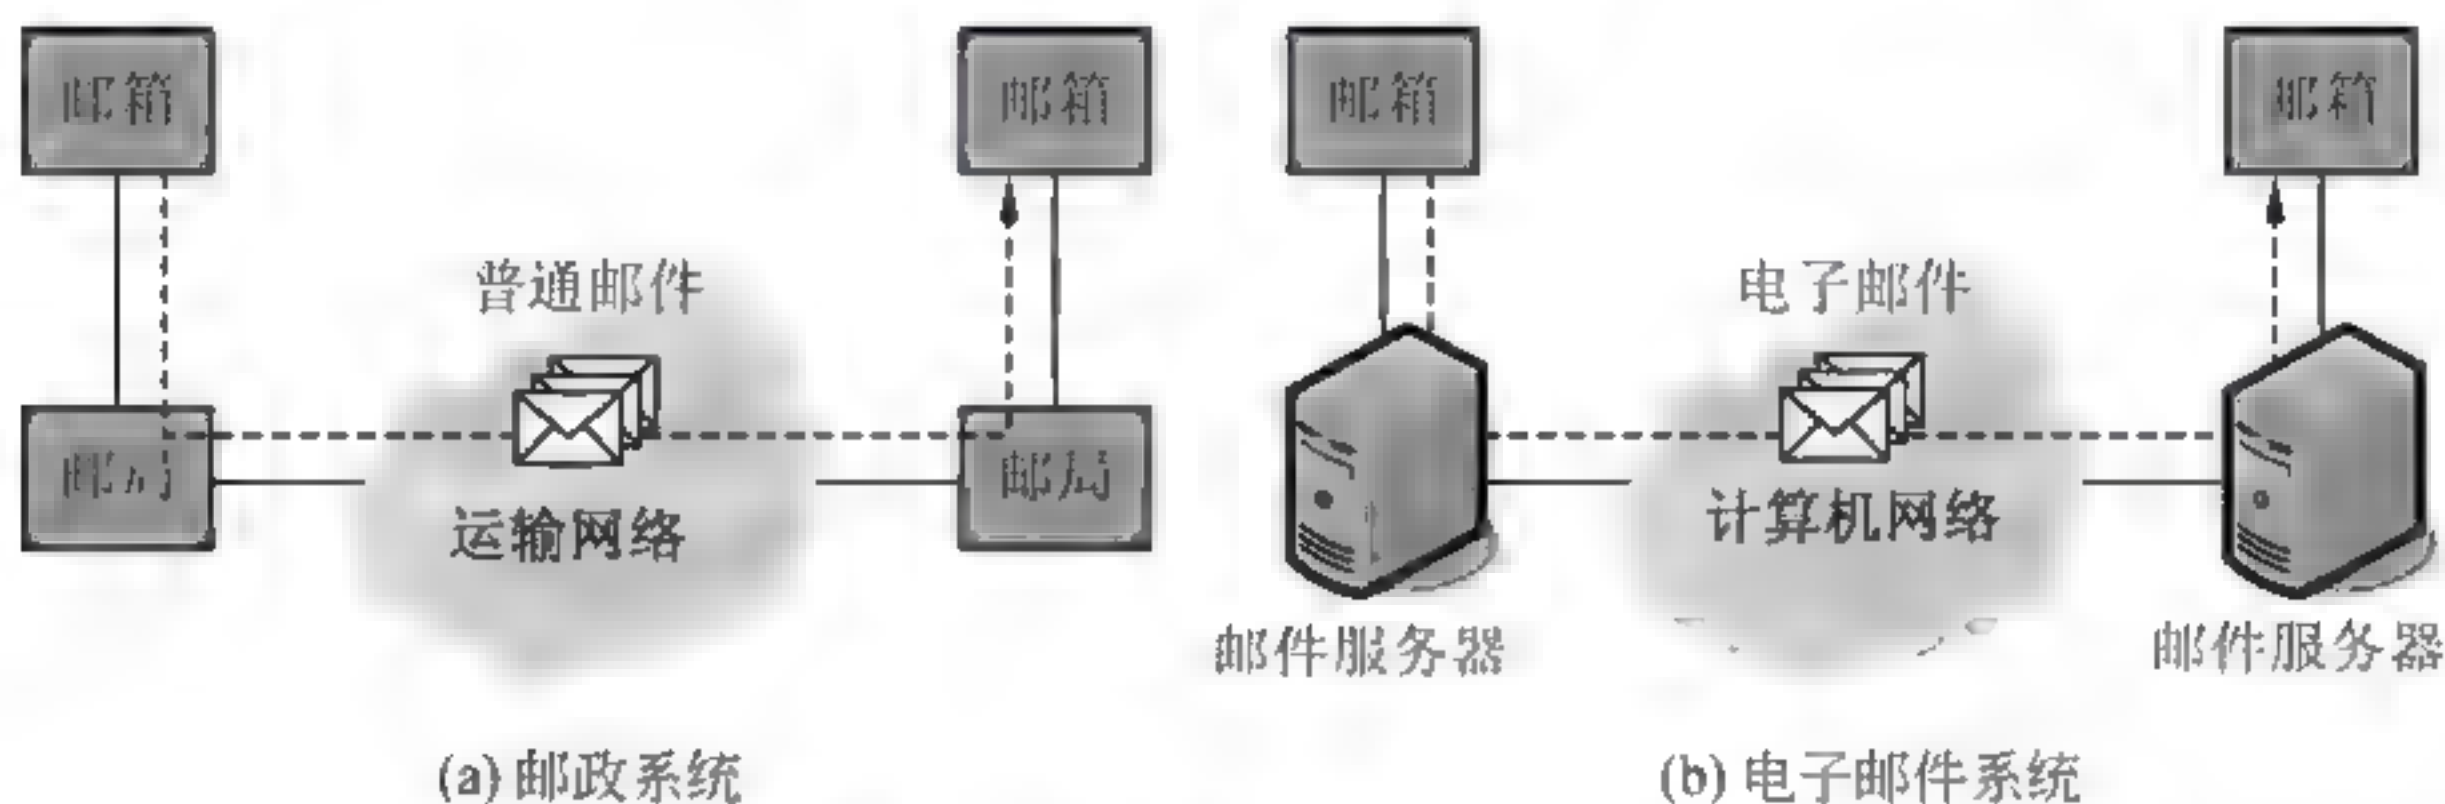 邮箱
邮箱
普通邮件
邮局
运输网络
邮局
(a) 邮政系统
邮箱
邮箱
电子邮件
计算机网络
邮件服务器
邮件服务器
(b) 电子邮件系统